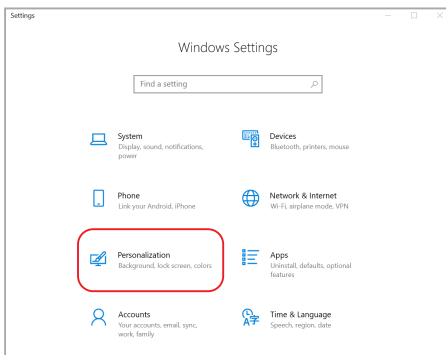 Settings
Windows Settings
Find a setting
System
Display, sound, notifications,
power
Devices
Bluetooth, printers, mouse
Phone
Link your Android, iPhone
Network & Internet
Wi-Fi, airplane mode, VPN
Personalization
Background, lock screen, colors
Apps
Uninstall, defaults, optional
features
Accounts
Your accounts, email, sync,
work, family
Time & Language
Speech, region, date